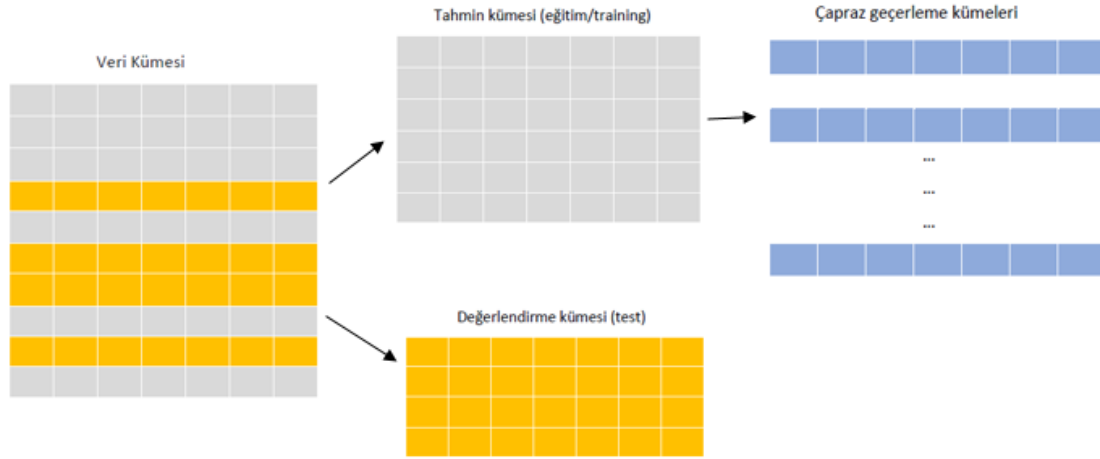 Veri Kümesi
Tahmin kümesi (eğitim/training)
Çapraz geçerleme kümeleri
...
...
...
Değerlendirme kümesi (test)